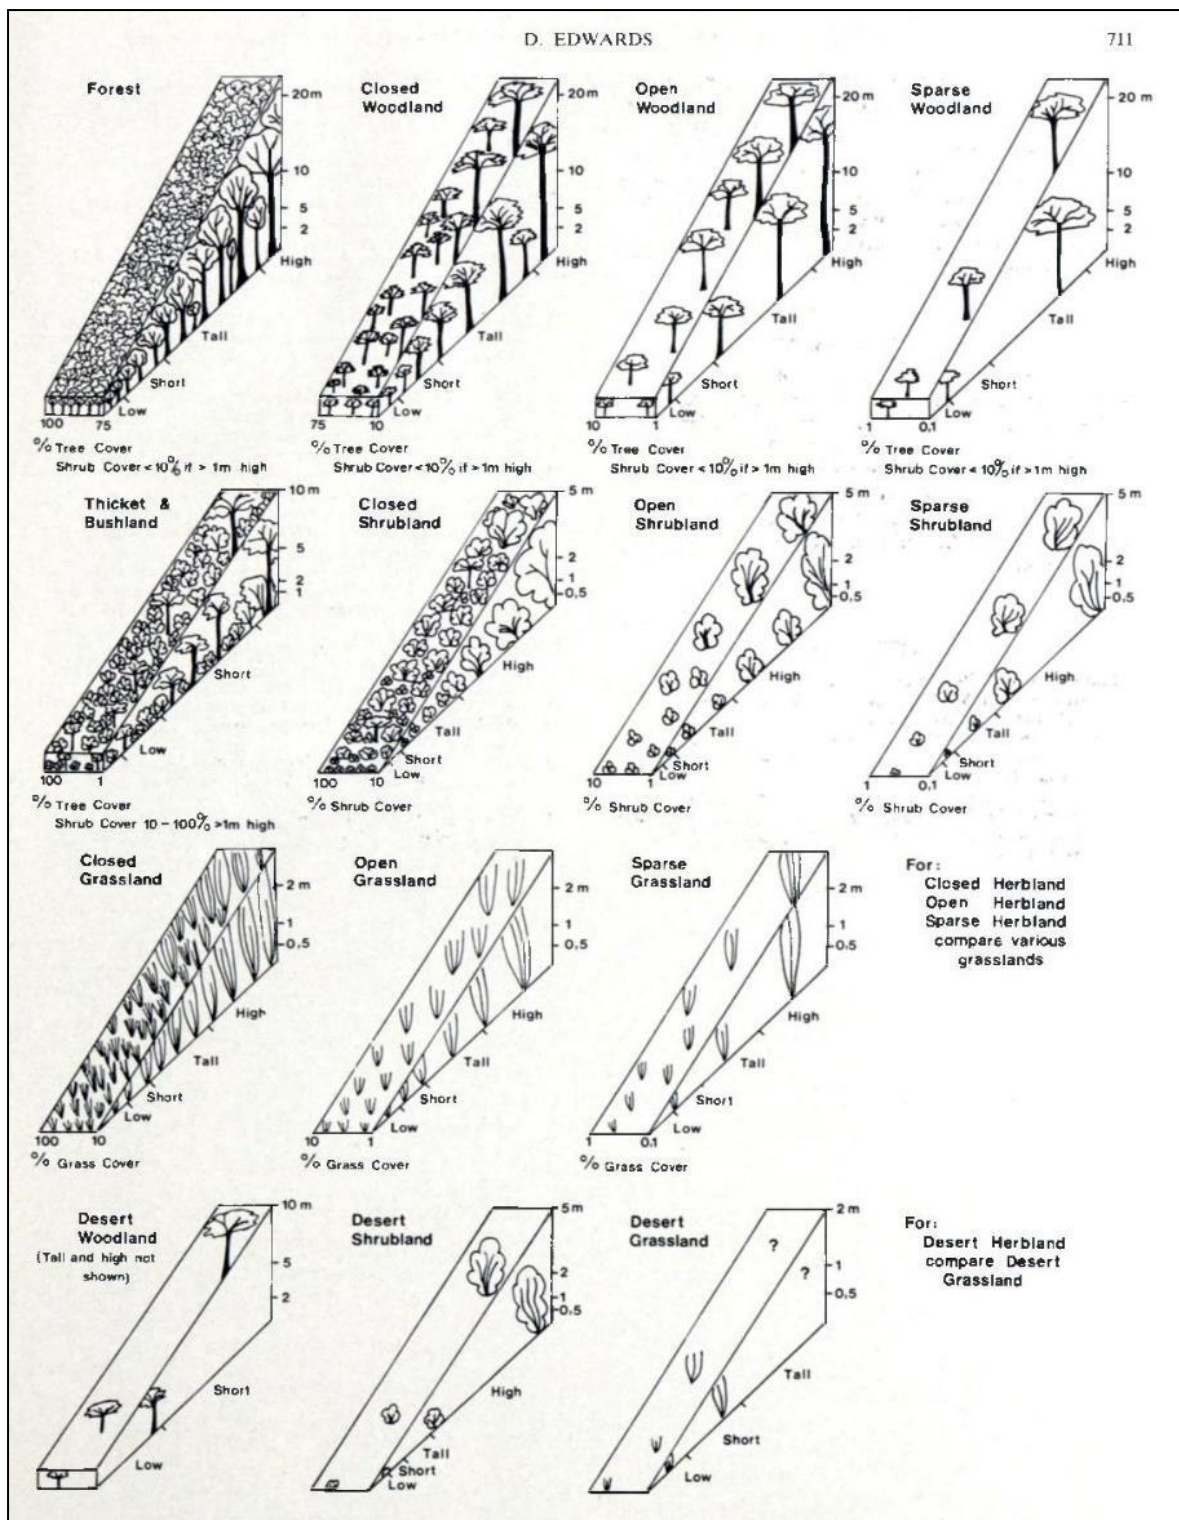 D. EDWARDS
711
Forest
20m
10
5
2
High
Tall
Short
Low
100
75
% Tree Cover
Shrub Cover < 10% if > 1m high
Closed
Woodland
20m
10
5
2
High
Tall
Short
Low
75
10
% Tree Cover
Shrub Cover < 10% if > 1m high
Open
Woodland
20m
10
5
2
High
Tall
Short
Low
10
1
% Tree Cover
Shrub Cover < 10% if > 1m high
Sparse
Woodland
20 m
10
5
2
High
Tall
Short
Low
1
0.1
% Tree Cover
Shrub Cover < 10% if > 1m high
Thicket &
Bushland
10 m
5
2
1
Short
Low
100
1
% Tree Cover
Shrub Cover 10 – 100% >1m high
Closed
Shrubland
5 m
2
1
0,5
High
Tall
Short
Low
100
10
% Shrub Cover
Open
Shrubland
5m
2
1
0,5
High
Tall
Short
Low
10
1
% Shrub Cover
Sparse
Shrubland
5m
2
1
0,5
High
Tall
Short
Low
1
0.1
% Shrub Cover
Closed
Grassland
2 m
1
0,5
High
Tall
Short
Low
100
10
% Grass Cover
Open
Grassland
2 m
1
0,5
High
Tall
Short
Low
10
1
% Grass Cover
Sparse
Grassland
2m
1
0,5
High
Tall
Short
Low
1
0.1
% Grass Cover
For:
Closed Herbland
Open Herbland
Sparse Herbland
compare various
grasslands
Desert
Woodland
(Tall and high not
shown)
10 m
5
2
Short
Low
Desert
Shrubland
5m
2
1
0,5
High
Tall
Short
Low
Desert
Grassland
2 m
1
0,5
?
?
Tall
Short
Low
For:
Desert Herbland
compare Desert
Grassland